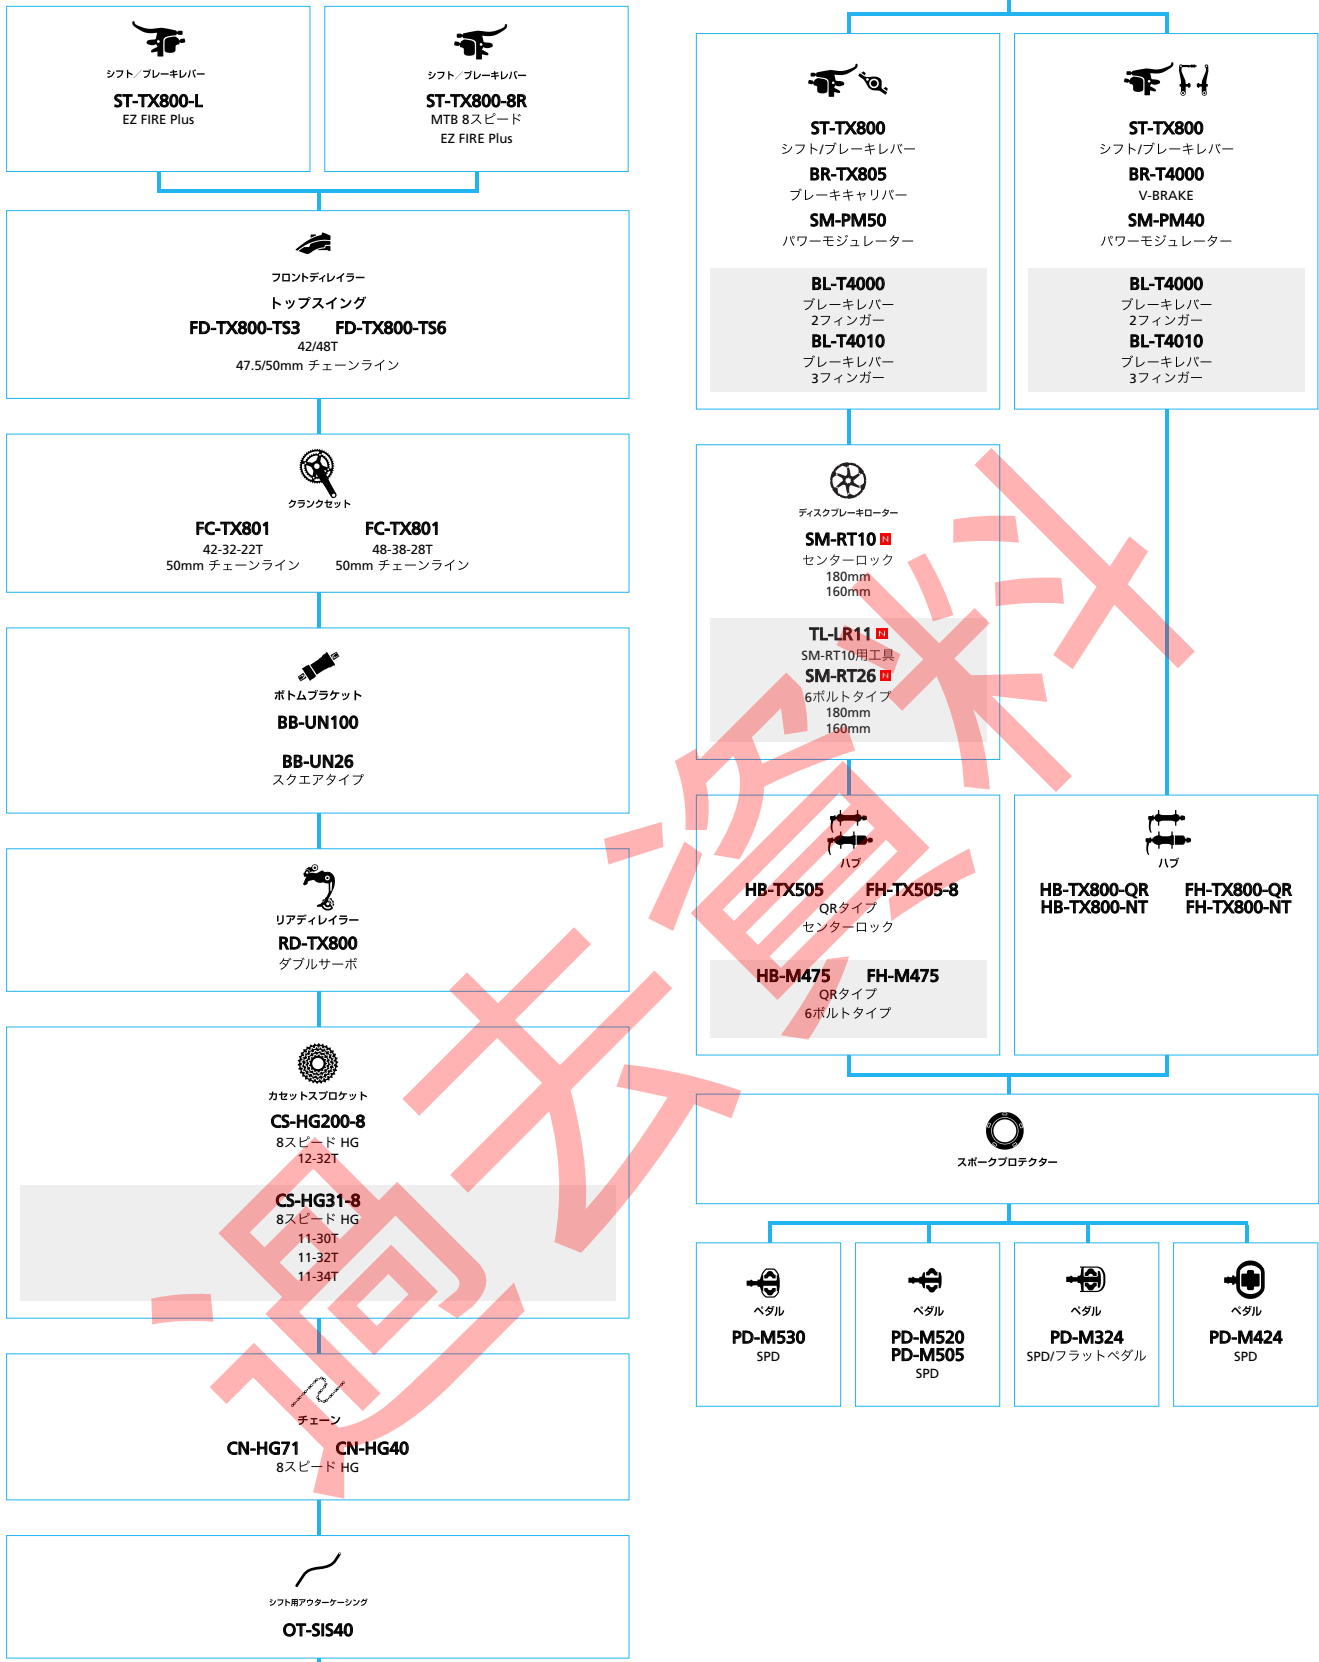 シフト／ブレーキレバー
ST-TX800-L
EZ FIRE Plus
シフト／ブレーキレバー
ST-TX800-8R
MTB 8スピード
EZ FIRE Plus
フロントディレイラー
トップスイング
FD-TX800-TS3 FD-TX800-TS6
42/48T
47.5/50mm チェーンライン
クランクセット
FC-TX801 FC-TX801
42-32-22T 48-38-28T
50mm チェーンライン 50mm チェーンライン
ボトムブラケット
BB-UN100
BB-UN26
スクエアタイプ
リアディレイラー
RD-TX800
ダブルサーボ
カセットスプロケット
CS-HG200-8
8スピード HG
12-32T
CS-HG31-8
8スピード HG
11-30T
11-32T
11-34T
チェーン
CN-HG71 CN-HG40
8スピード HG
シフト用アウターケーシング
OT-SIS40
ST-TX800
シフト/ブレーキレバー
BR-TX805
ブレーキキャリパー
SM-PM50
パワーモジュレーター
BL-T4000
ブレーキレバー
2フィンガー
BL-T4010
ブレーキレバー
3フィンガー
ST-TX800
シフト/ブレーキレバー
BR-T4000
V-BRAKE
SM-PM40
パワーモジュレーター
BL-T4000
ブレーキレバー
2フィンガー
BL-T4010
ブレーキレバー
3フィンガー
ディスクブレーキローター
SM-RT10 N
センターロック
180mm
160mm
TL-LR11 N
SM-RT10用工具
SM-RT26 N
6ボルトタイプ
180mm
160mm
ハブ
HB-TX505 FH-TX505-8
QRタイプ
センターロック
HB-M475 FH-M475
QRタイプ
6ボルトタイプ
ハブ
HB-TX800-QR FH-TX800-QR
HB-TX800-NT FH-TX800-NT
スポークプロテクター
ペダル
PD-M530
SPD
ペダル
PD-M520
PD-M505
SPD
ペダル
PD-M324
SPD/フラットペダル
ペダル
PD-M424
SPD
過去資料